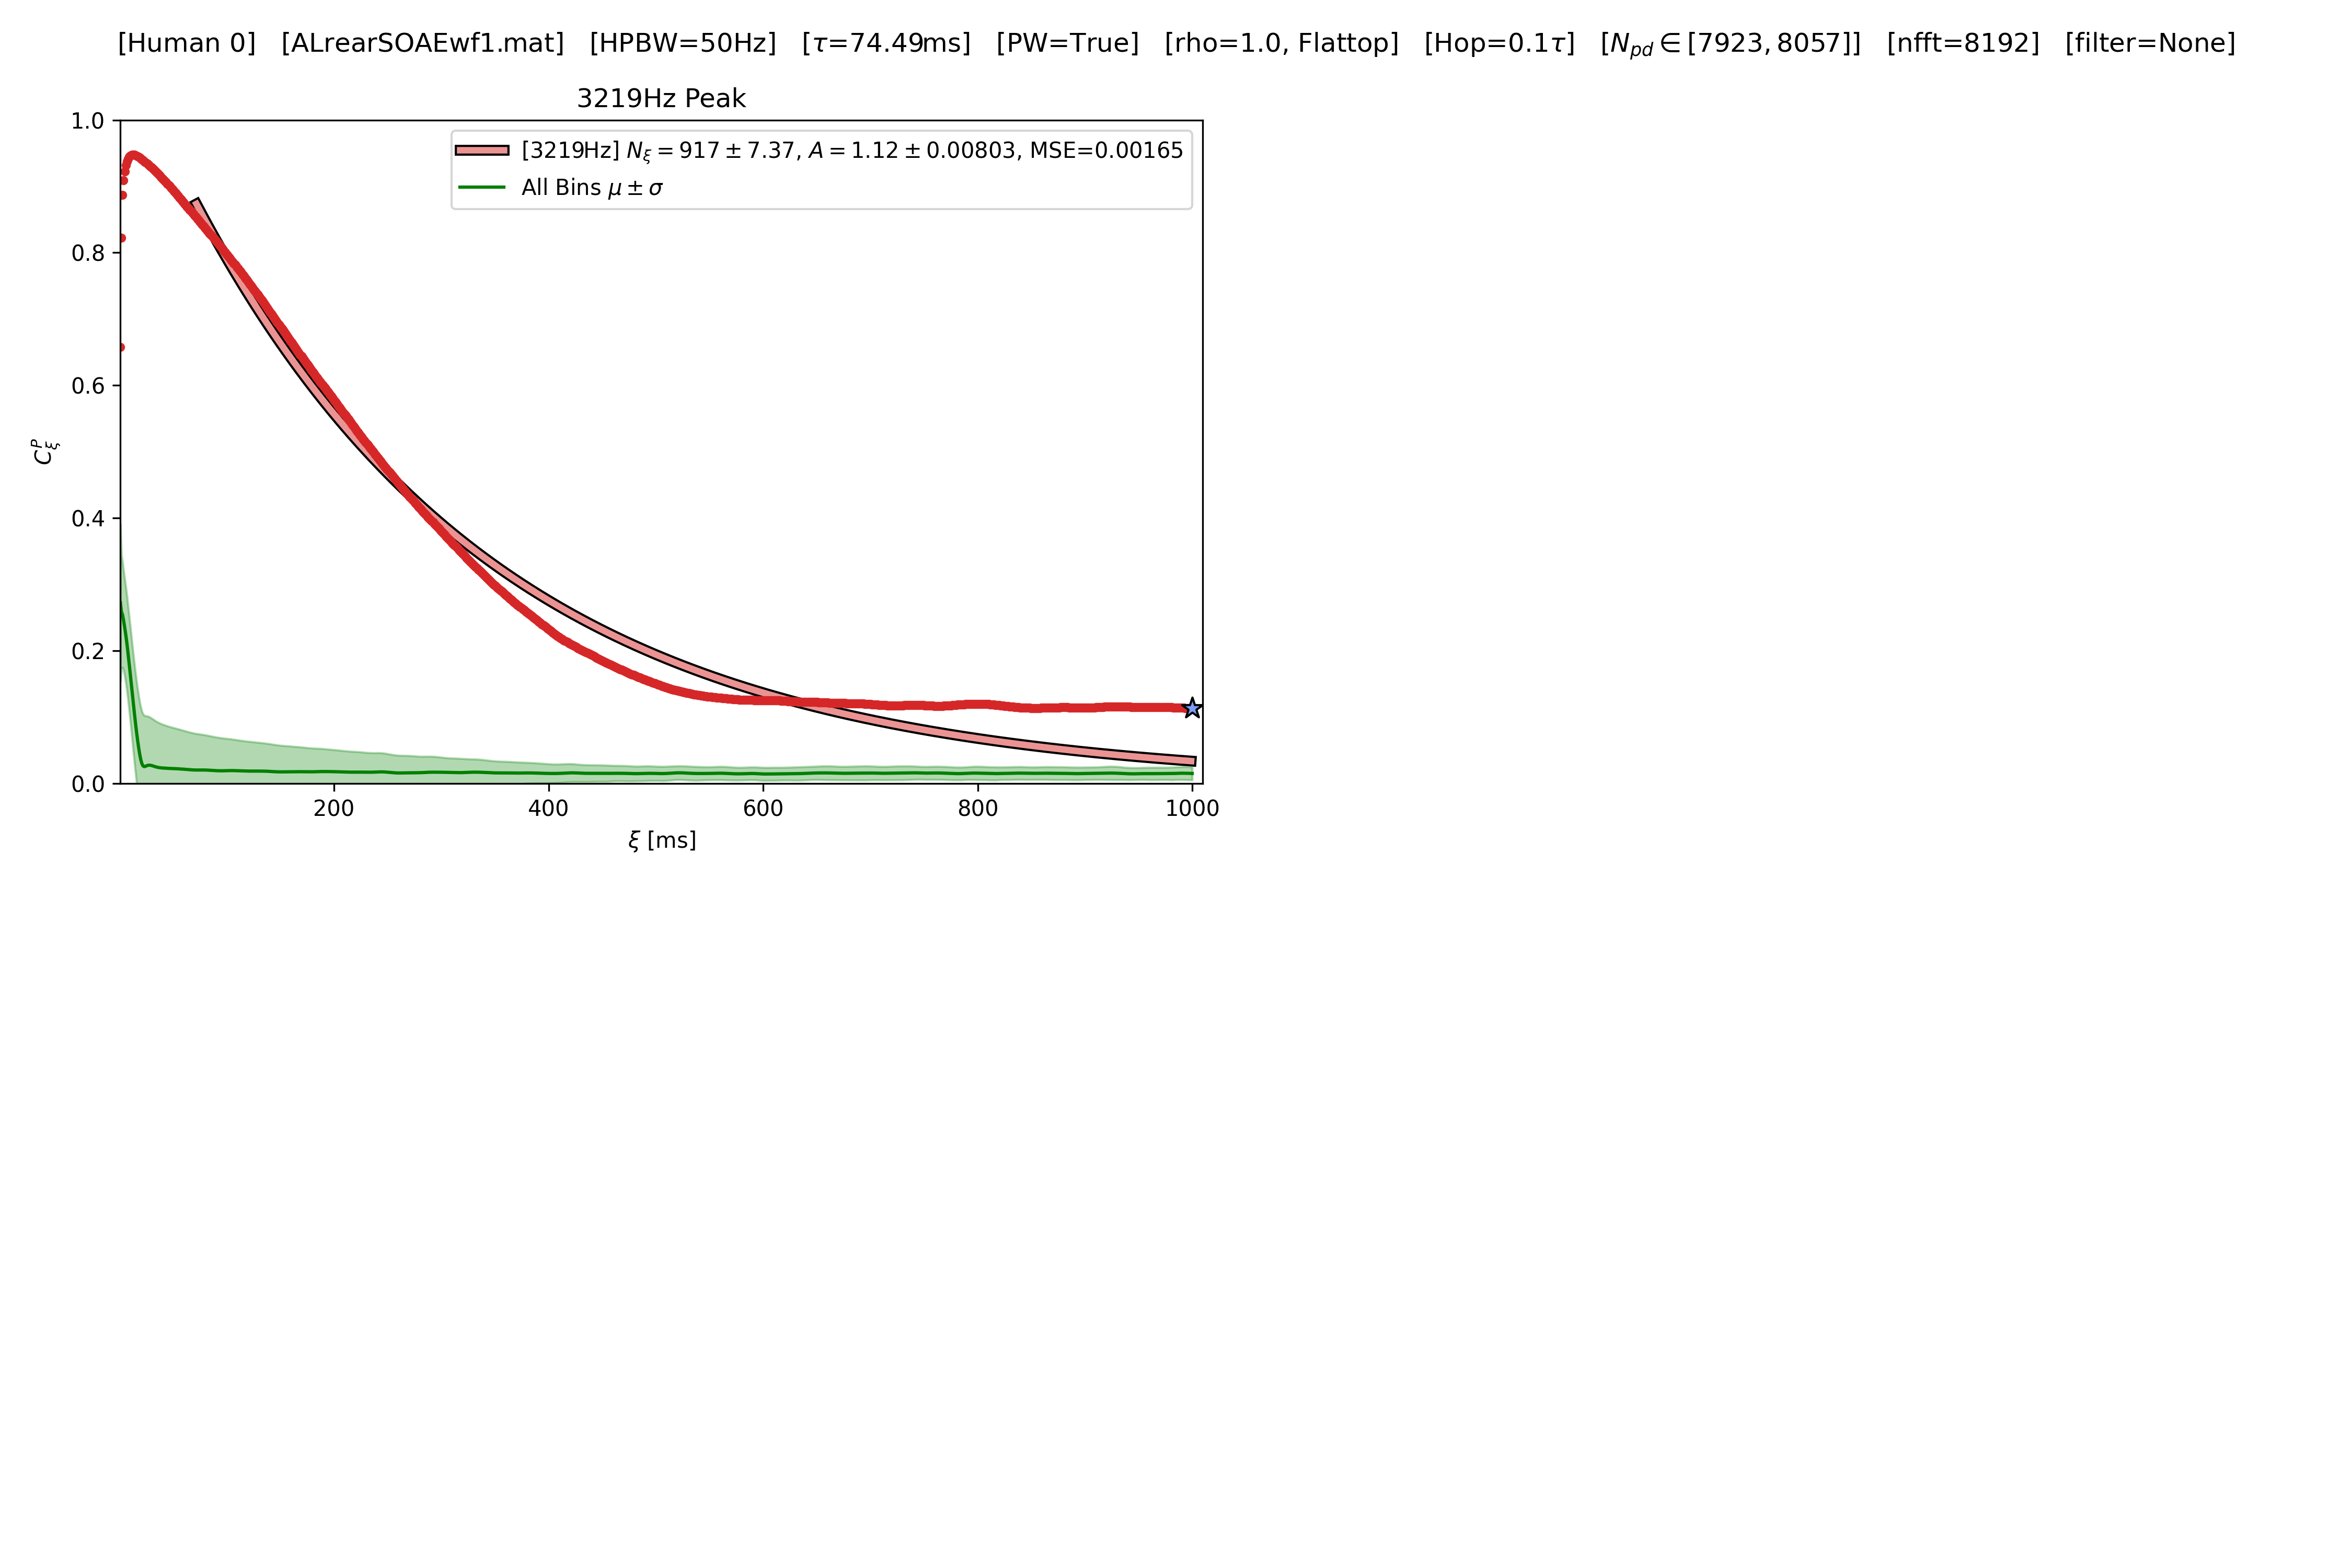 [Human 0] [ALrearSOAEwf1.mat] [HPBW=50Hz] [τ=74.49ms] [PW=True] [rho=1.0, Flattop] [Hop=0.1τ] [N_pd ∈ [7923, 8057]] [nfft=8192] [filter=None]
3219Hz Peak
[3219Hz] N_ξ = 917 ± 7.37, A = 1.12 ± 0.00803, MSE=0.00165
All Bins μ ± σ
1.0
0.8
0.6
0.4
0.2
0.0
C_ξ^P
200 400 600 800 1000
ξ [ms]